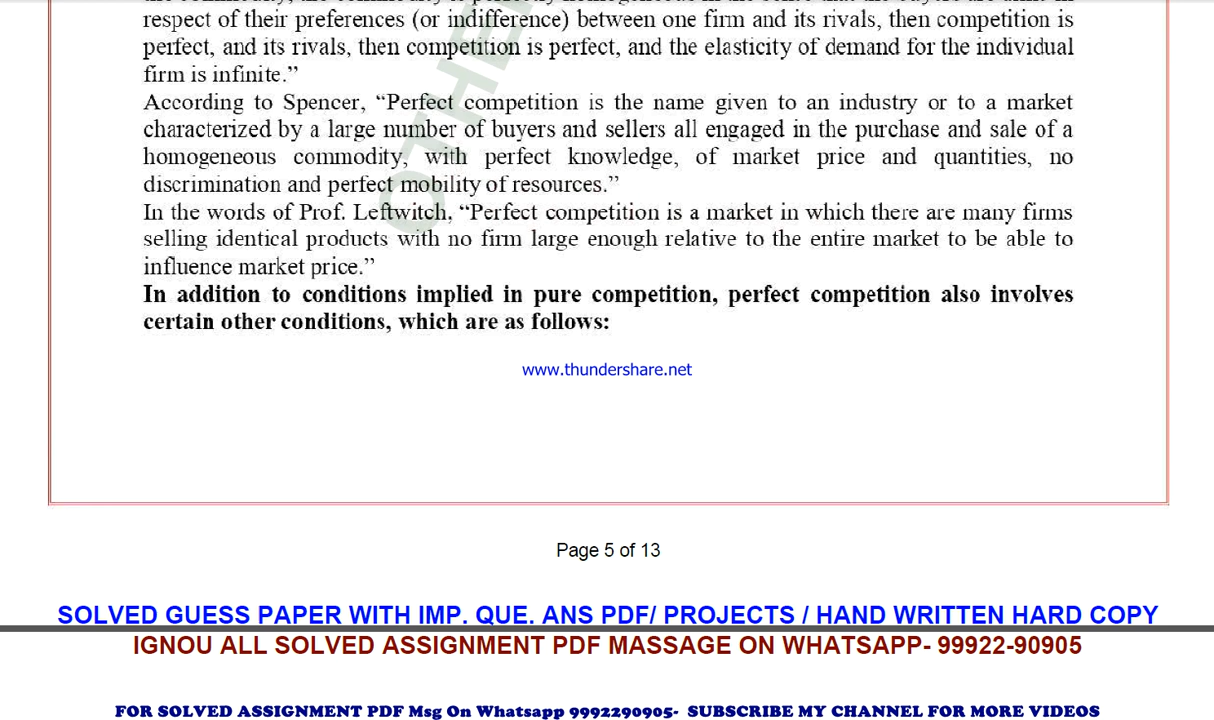 respect of their preferences (or indifference) between one firm and its rivals, then competition is
perfect, and its rivals, then competition is perfect, and the elasticity of demand for the individual
firm is infinite.”
According to Spencer, “Perfect competition is the name given to an industry or to a market
characterized by a large number of buyers and sellers all engaged in the purchase and sale of a
homogeneous commodity, with perfect knowledge, of market price and quantities, no
discrimination and perfect mobility of resources.”
In the words of Prof. Leftwitch, “Perfect competition is a market in which there are many firms
selling identical products with no firm large enough relative to the entire market to be able to
influence market price.”
In addition to conditions implied in pure competition, perfect competition also involves
certain other conditions, which are as follows:
www.thundershare.net
Page 5 of 13
SOLVED GUESS PAPER WITH IMP. QUE. ANS PDF/ PROJECTS / HAND WRITTEN HARD COPY
IGNOU ALL SOLVED ASSIGNMENT PDF MASSAGE ON WHATSAPP- 99922-90905
FOR SOLVED ASSIGNMENT PDF Msg On Whatsapp 9992290905- SUBSCRIBE MY CHANNEL FOR MORE VIDEOS